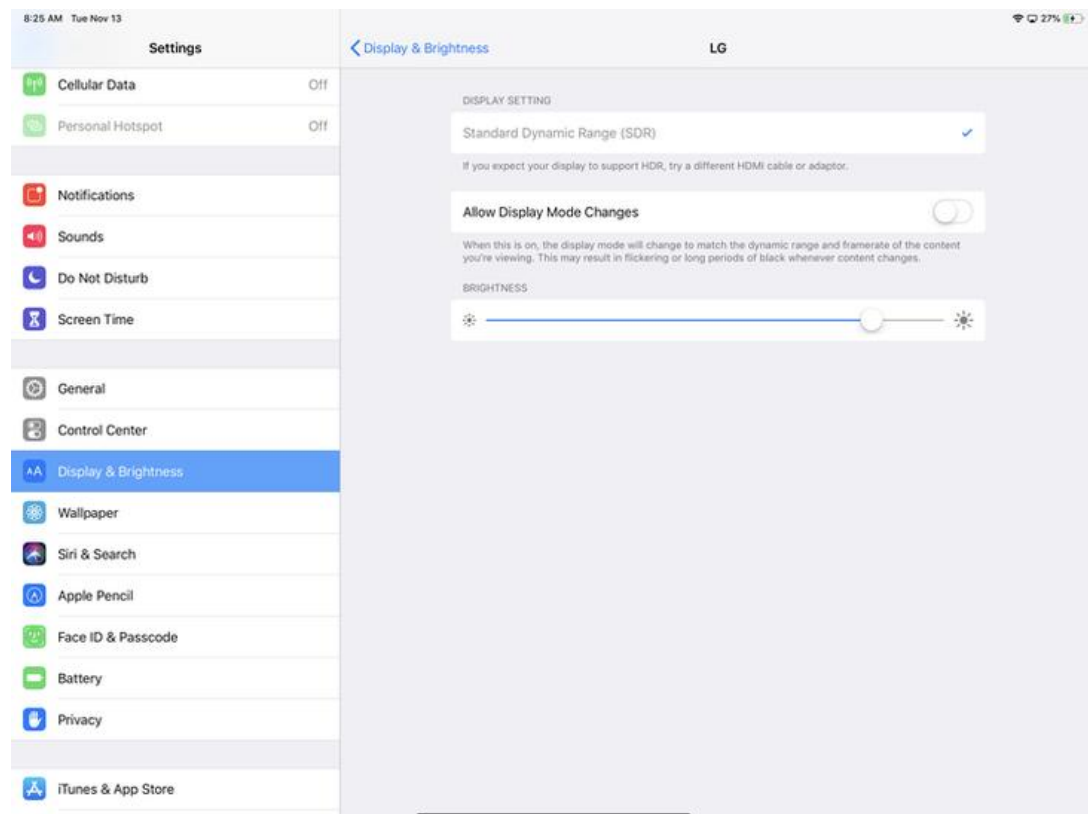 8:25 AM Tue Nov 13
27%
Settings
Display & Brightness
LG
Cellular Data Off
Personal Hotspot Off
Notifications
Sounds
Do Not Disturb
Screen Time
General
Control Center
AA Display & Brightness
Wallpaper
Siri & Search
Apple Pencil
Face ID & Passcode
Battery
Privacy
iTunes & App Store
DISPLAY SETTING
Standard Dynamic Range (SDR)
If you expect your display to support HDR, try a different HDMI cable or adaptor.
Allow Display Mode Changes
When this is on, the display mode will change to match the dynamic range and framerate of the content
you're viewing. This may result in flickering or long periods of black whenever content changes.
BRIGHTNESS